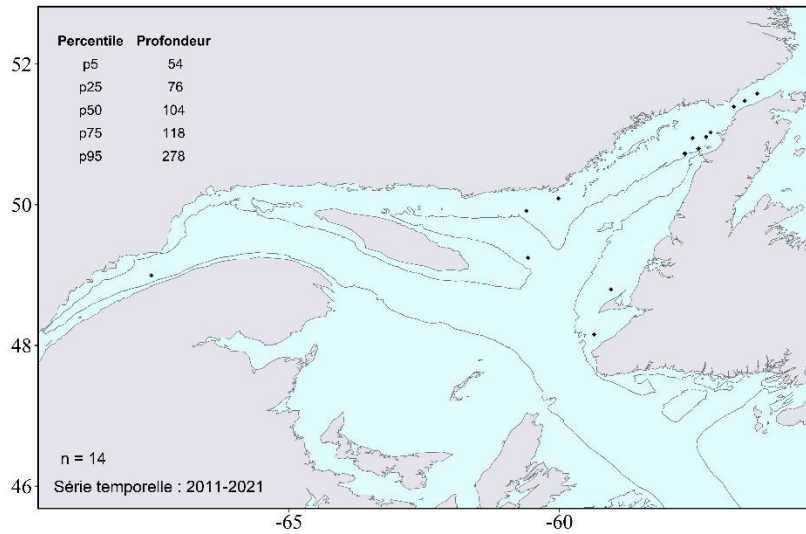 Percentile Profondeur
p5 54
p25 76
p50 104
p75 118
p95 278
52
50
48
46
n = 14
Série temporelle : 2011-2021
-65 -60